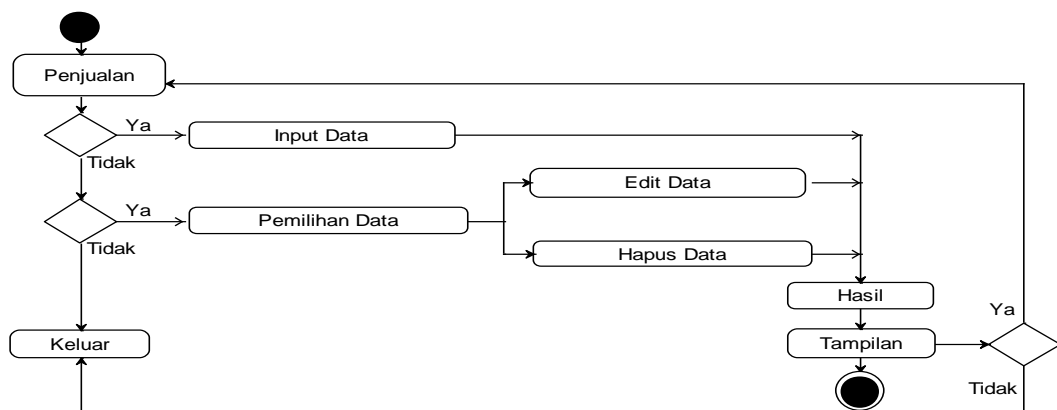 Penjualan
Ya
Input Data
Tidak
Edit Data
Ya
Pemilihan Data
Tidak
Hapus Data
Hasil
Ya
Keluar
Tampilan
Tidak